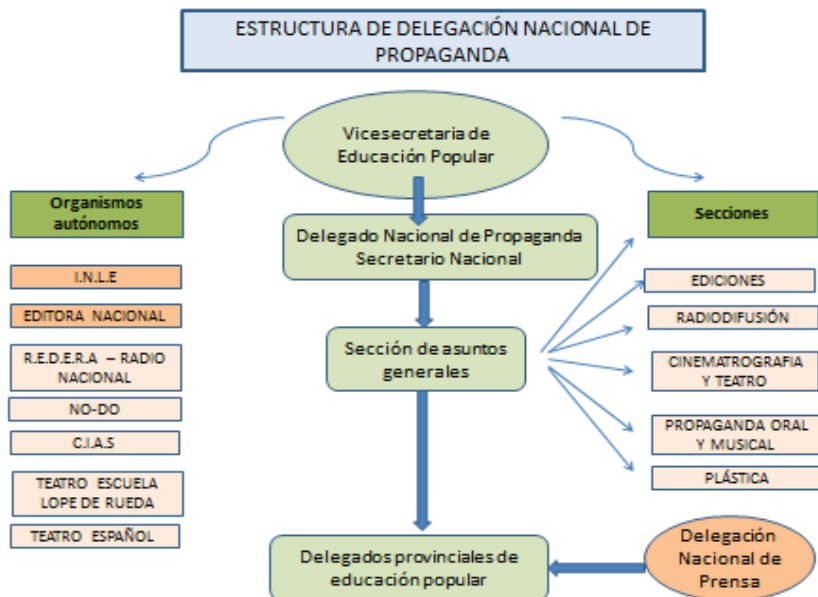 ESTRUCTURA DE DELEGACIÓN NACIONAL DE
PROPAGANDA
Vicesecretaria de
Educación Popular
Organismos
autónomos
Secciones
Delegado Nacional de Propaganda
Secretario Nacional
I.N.L.E
EDITORA NACIONAL
R.E.D.E.R.A – RADIO
NACIONAL
NO-DO
C.I.A.S
TEATRO ESCUELA
LOPE DE RUEDA
TEATRO ESPAÑOL
Sección de asuntos
generales
EDICIONES
RADIODIFUSIÓN
CINEMATROGRAFIA
Y TEATRO
PROPAGANDA ORAL
Y MUSICAL
PLÁSTICA
Delegados provinciales de
educación popular
Delegación
Nacional de
Prensa